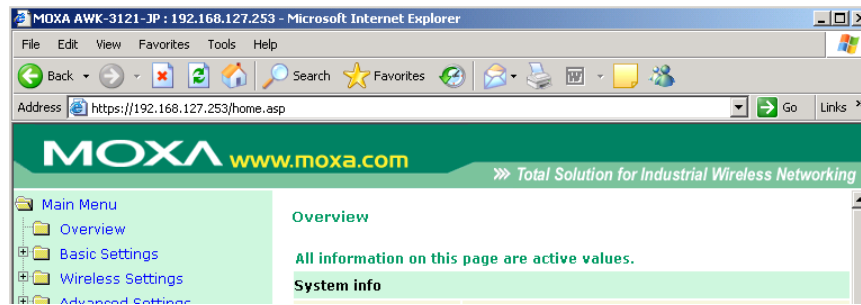 MOXA AWK-3121-JP : 192.168.127.253 - Microsoft Internet Explorer
File Edit View Favorites Tools Help
Back Search Favorites
Address https://192.168.127.253/home.asp Go Links »
MOXA www.moxa.com
Total Solution for Industrial Wireless Networking
Main Menu
Overview
Basic Settings
Wireless Settings
Advanced Settings
Overview
All information on this page are active values.
System info